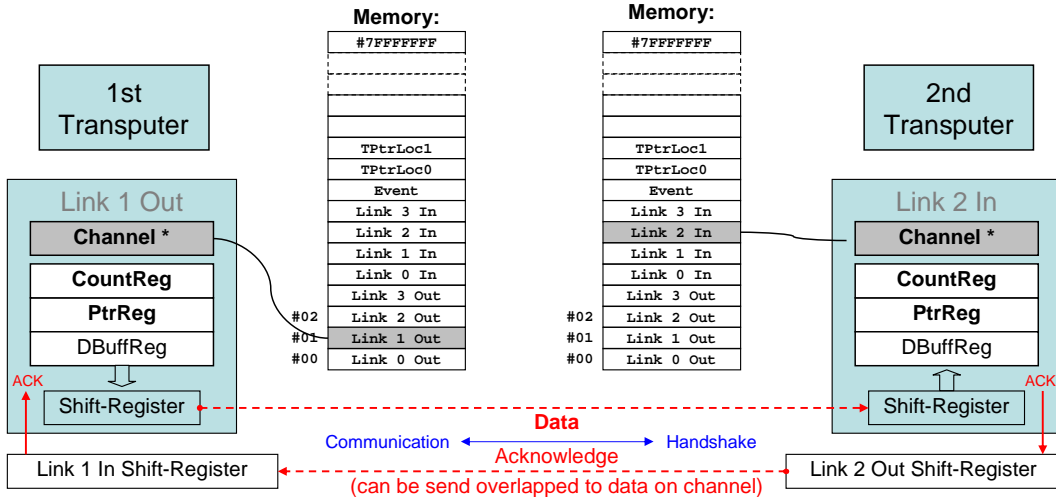 Memory:
Memory:
#7FFFFFFF
#7FFFFFFF
1st
Transputer
2nd
Transputer
TPtrLoc1
TPtrLoc0
Event
Link 3 In
Link 2 In
Link 1 In
Link 0 In
Link 3 Out
#02 Link 2 Out
#01 Link 1 Out
#00 Link 0 Out
TPtrLoc1
TPtrLoc0
Event
Link 3 In
Link 2 In
Link 1 In
Link 0 In
Link 3 Out
#02 Link 2 Out
#01 Link 1 Out
#00 Link 0 Out
Link 1 Out
Channel *
CountReg
PtrReg
DBuffReg
ACK
Shift-Register
Link 2 In
Channel *
CountReg
PtrReg
DBuffReg
ACK
Shift-Register
Data
Communication
Handshake
Acknowledge
Link 1 In Shift-Register
Link 2 Out Shift-Register
(can be send overlapped to data on channel)